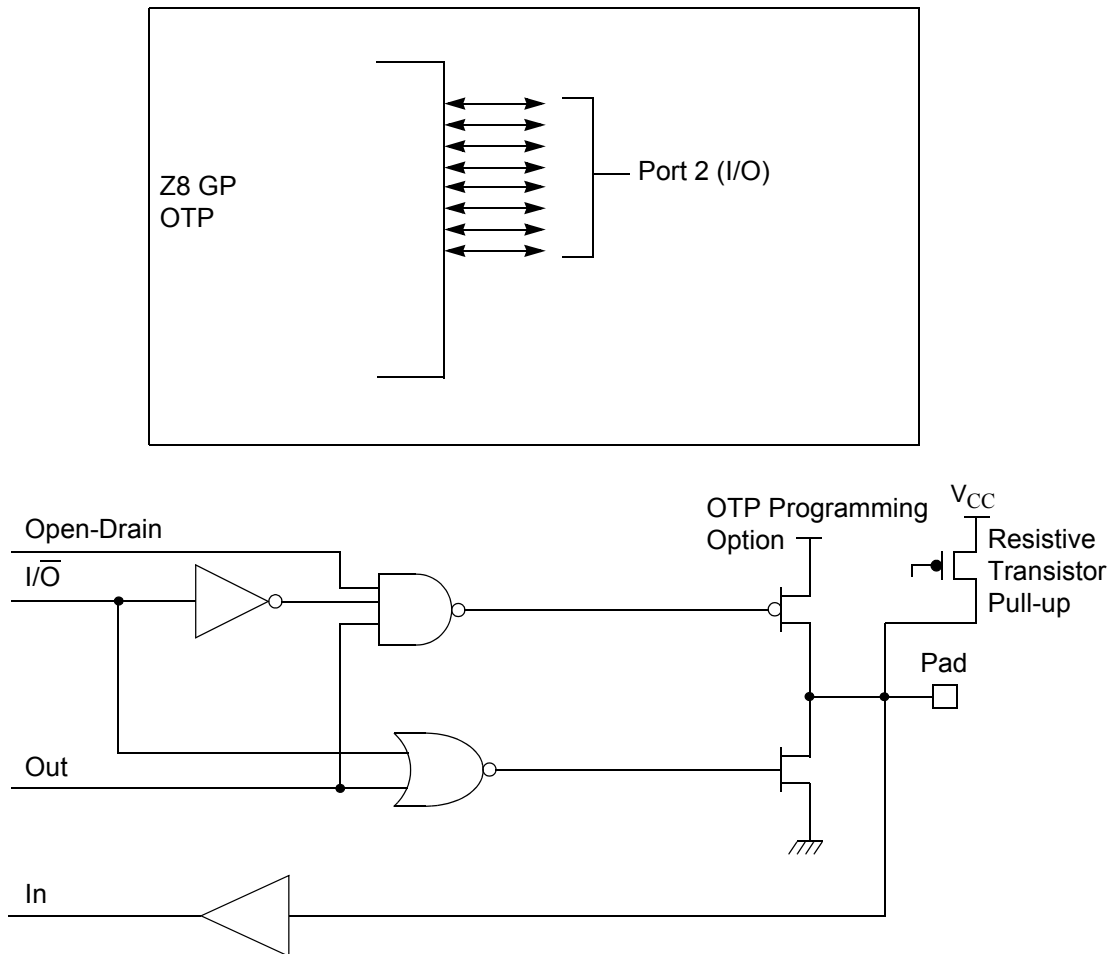 Z8 GP
OTP
Port 2 (I/O)
Open-Drain
I/O̅
OTP Programming
Option
VCC
Resistive
Transistor
Pull-up
Pad
Out
In